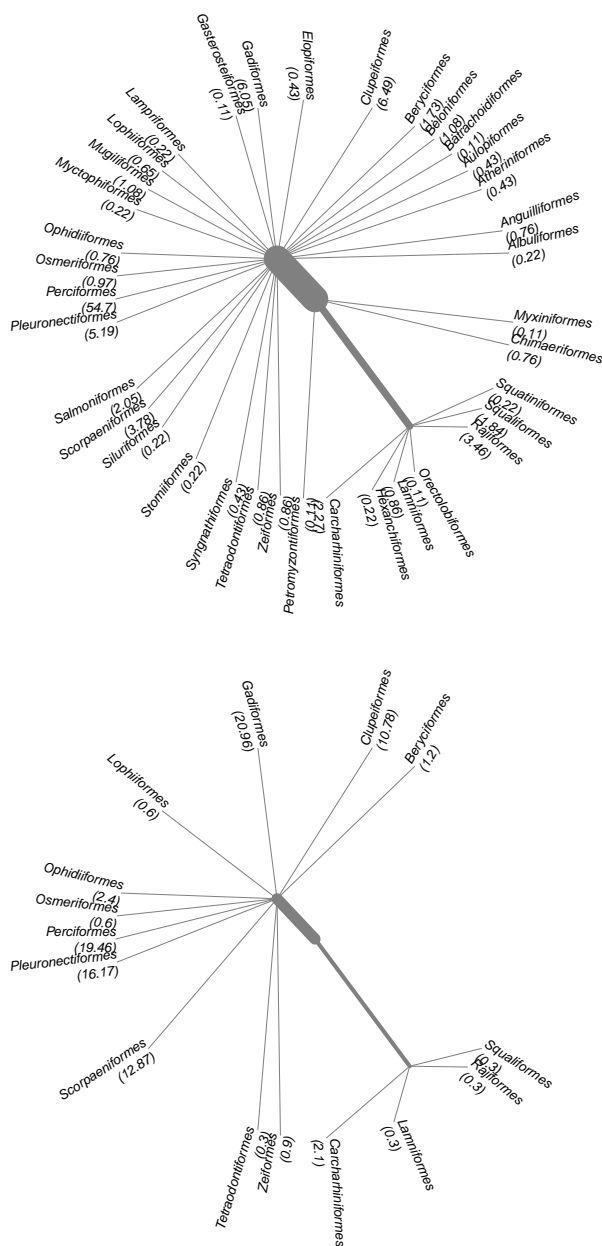 Gasterosteiformes
(0.11)
Gadiformes
(6.05)
Elopiformes
(0.43)
Clupeiformes
(6.49)
Beryciformes
(1.73)
Beloniformes
(1.08)
Batrachoidiformes
(0.11)
Aulopiformes
(0.43)
Atheriniformes
(0.43)
Anguilliformes
(0.76)
Albuliformes
(0.22)
Lampriformes
(0.22)
Lophiiformes
(0.65)
Mugiliformes
(1.08)
Myctophiformes
(0.22)
Ophidiiformes
(0.76)
Osmeriformes
(0.97)
Perciformes
(54.7)
Pleuronectiformes
(5.19)
Myxiniformes
(0.11)
Chimaeriformes
(0.76)
Salmoniformes
(2.05)
Scorpaeniformes
(3.78)
Siluriformes
(0.22)
Stomiiformes
(0.22)
Syngnathiformes
(0.43)
Tetraodontiformes
(0.86)
Zeiformes
(0.86)
Petromyzontiformes
(0.11)
Carcharhiniformes
(2.27)
Hexanchiformes
(0.22)
Lamniformes
(0.86)
Orectolobiformes
(0.11)
Squatiniformes
(0.22)
Squaliformes
(1.84)
Rajiformes
(3.46)
Gadiformes
(20.96)
Clupeiformes
(10.78)
Beryciformes
(1.2)
Lophiiformes
(0.6)
Ophidiiformes
(2.4)
Osmeriformes
(0.6)
Perciformes
(19.46)
Pleuronectiformes
(16.17)
Scorpaeniformes
(12.87)
Tetraodontiformes
(0.3)
Zeiformes
(0.9)
Carcharhiniformes
(2.1)
Lamniformes
(0.3)
Squaliformes
(0.3)
Rajiformes
(0.3)